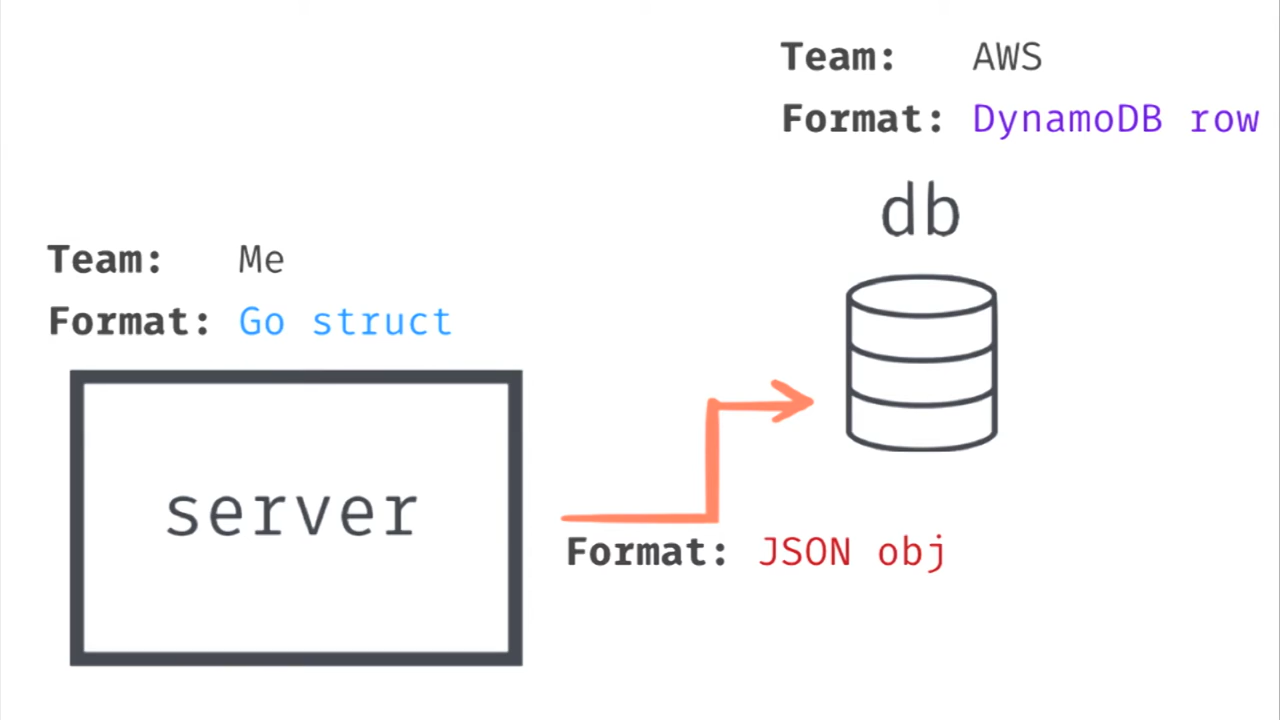 Team: AWS
Format: DynamoDB row
db
Team: Me
Format: Go struct
server
Format: JSON obj